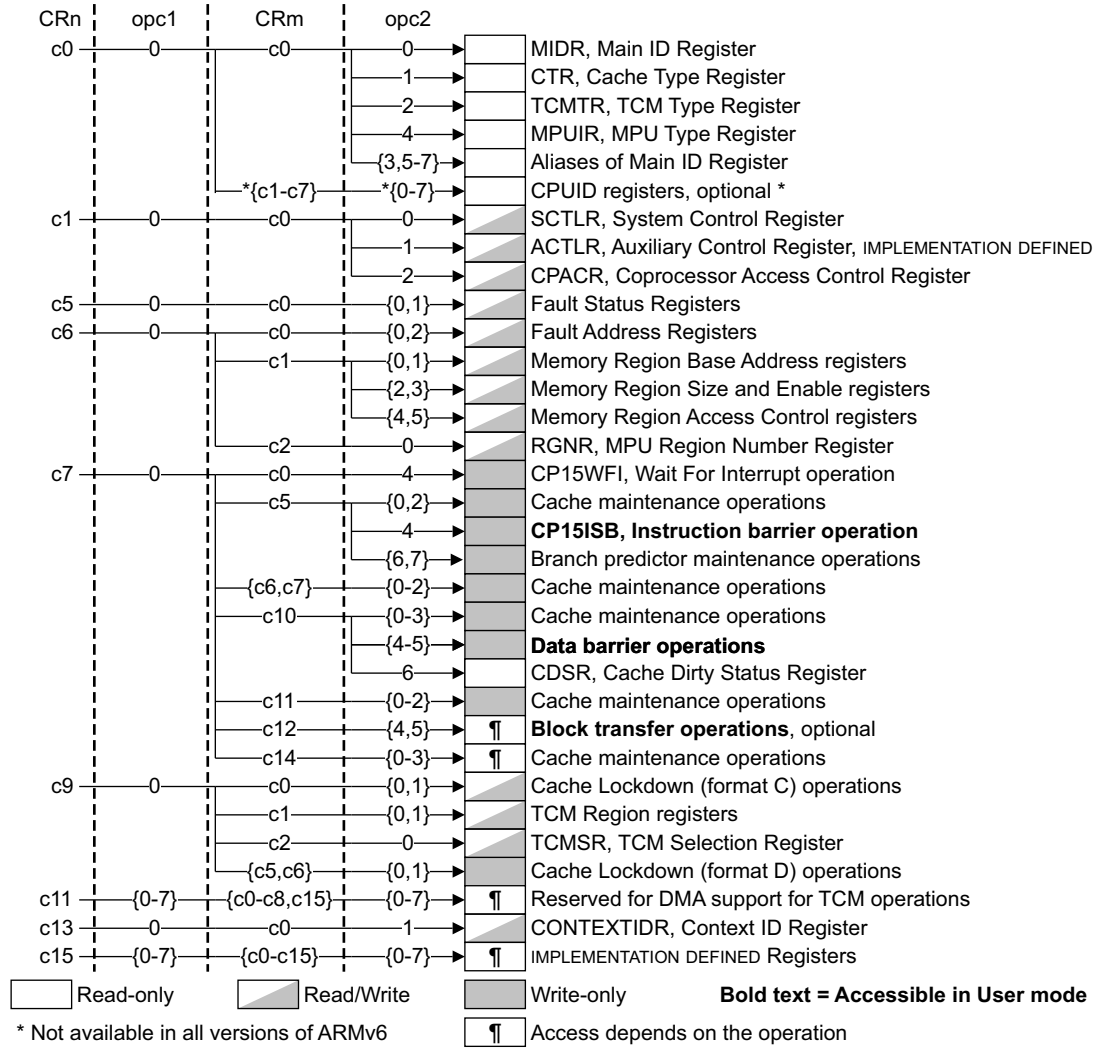 CRn opc1 CRm opc2
c0 0 c0 0 MIDR, Main ID Register
1 CTR, Cache Type Register
2 TCMTR, TCM Type Register
4 MPUIR, MPU Type Register
{3,5-7} Aliases of Main ID Register
*{c1-c7} *{0-7} CPUID registers, optional *
c1 0 c0 0 SCTLR, System Control Register
1 ACTLR, Auxiliary Control Register, IMPLEMENTATION DEFINED
2 CPACR, Coprocessor Access Control Register
c5 0 c0 {0,1} Fault Status Registers
c6 0 c0 {0,2} Fault Address Registers
c1 {0,1} Memory Region Base Address registers
{2,3} Memory Region Size and Enable registers
{4,5} Memory Region Access Control registers
c2 0 RGNR, MPU Region Number Register
c7 0 c0 4 CP15WFI, Wait For Interrupt operation
c5 {0,2} Cache maintenance operations
4 CP15ISB, Instruction barrier operation
{6,7} Branch predictor maintenance operations
{c6,c7} {0-2} Cache maintenance operations
c10 {0-3} Cache maintenance operations
{4-5} Data barrier operations
6 CDSR, Cache Dirty Status Register
c11 {0-2} Cache maintenance operations
c12 {4,5} ¶ Block transfer operations, optional
c14 {0-3} ¶ Cache maintenance operations
c9 0 c0 {0,1} Cache Lockdown (format C) operations
c1 {0,1} TCM Region registers
c2 0 TCMSR, TCM Selection Register
{c5,c6} {0,1} Cache Lockdown (format D) operations
c11 {0-7} {c0-c8,c15} {0-7} ¶ Reserved for DMA support for TCM operations
c13 0 c0 1 CONTEXTIDR, Context ID Register
c15 {0-7} {c0-c15} {0-7} ¶ IMPLEMENTATION DEFINED Registers
Read-only Read/Write Write-only Bold text = Accessible in User mode
* Not available in all versions of ARMv6 ¶ Access depends on the operation